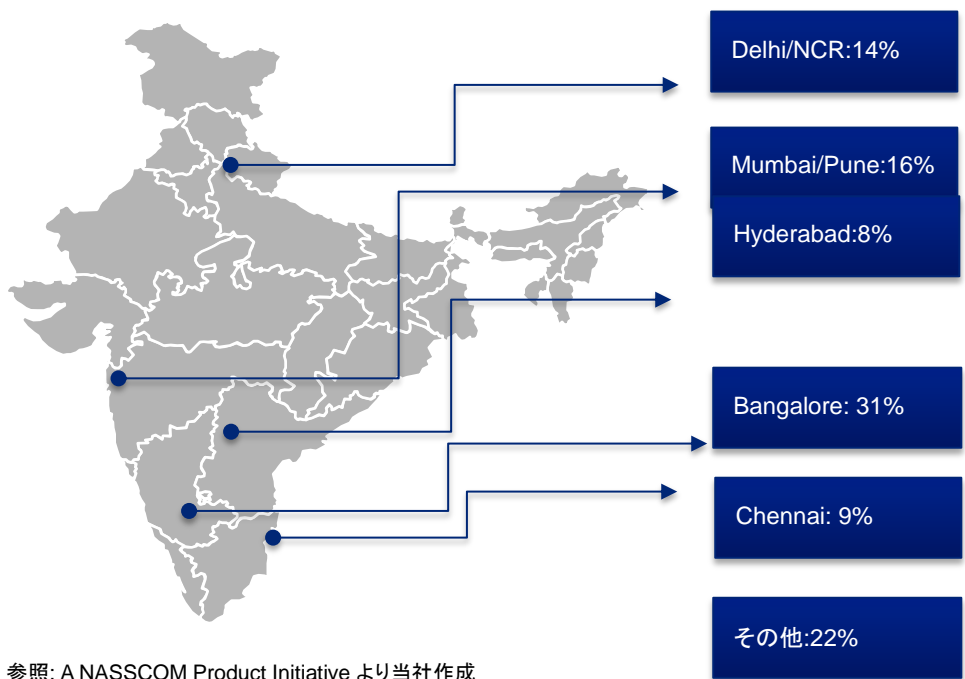 Delhi/NCR:14%
Mumbai/Pune:16%
Hyderabad:8%
Bangalore: 31%
Chennai: 9%
その他:22%
参照: A NASSCOM Product Initiative より当社作成